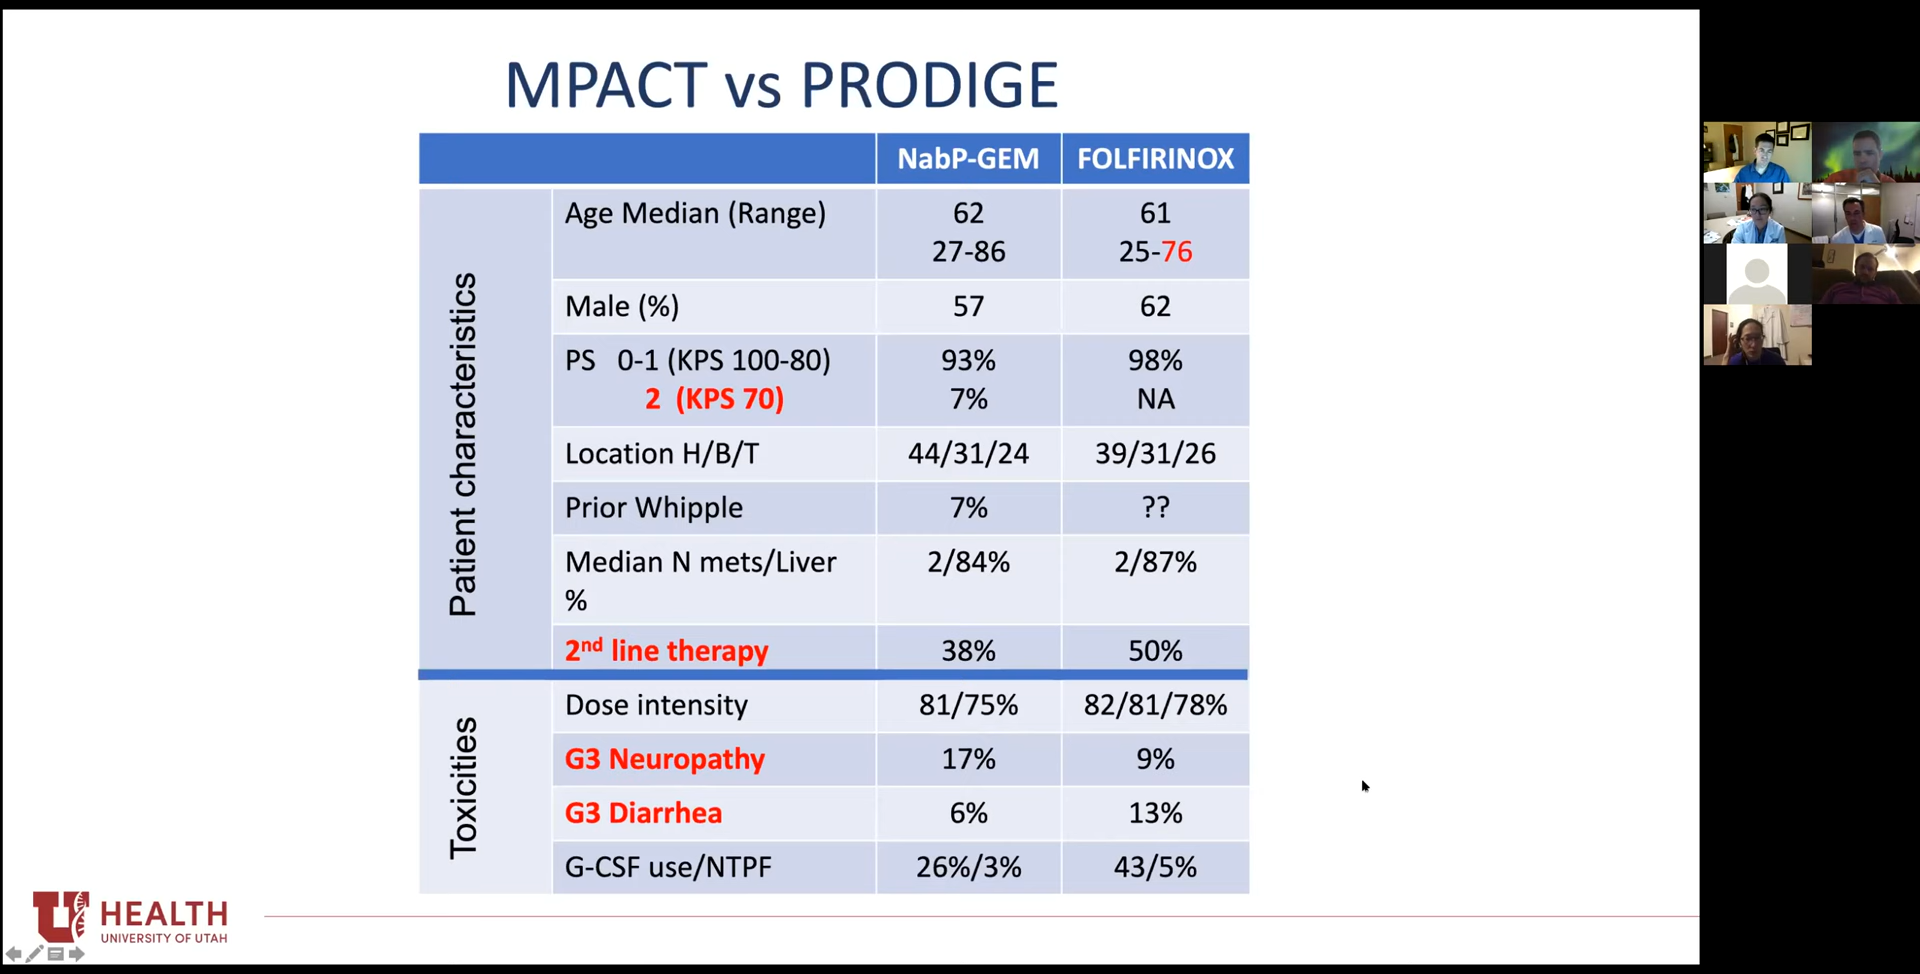 MPACT vs PRODIGE
NabP-GEM FOLFIRINOX
Patient characteristics
Age Median (Range) 62 61
27-86 25-76
Male (%) 57 62
PS 0-1 (KPS 100-80) 93% 98%
2 (KPS 70) 7% NA
Location H/B/T 44/31/24 39/31/26
Prior Whipple 7% ??
Median N mets/Liver 2/84% 2/87%
%
2nd line therapy 38% 50%
Toxicities
Dose intensity 81/75% 82/81/78%
G3 Neuropathy 17% 9%
G3 Diarrhea 6% 13%
G-CSF use/NTPF 26%/3% 43/5%
U HEALTH
UNIVERSITY OF UTAH